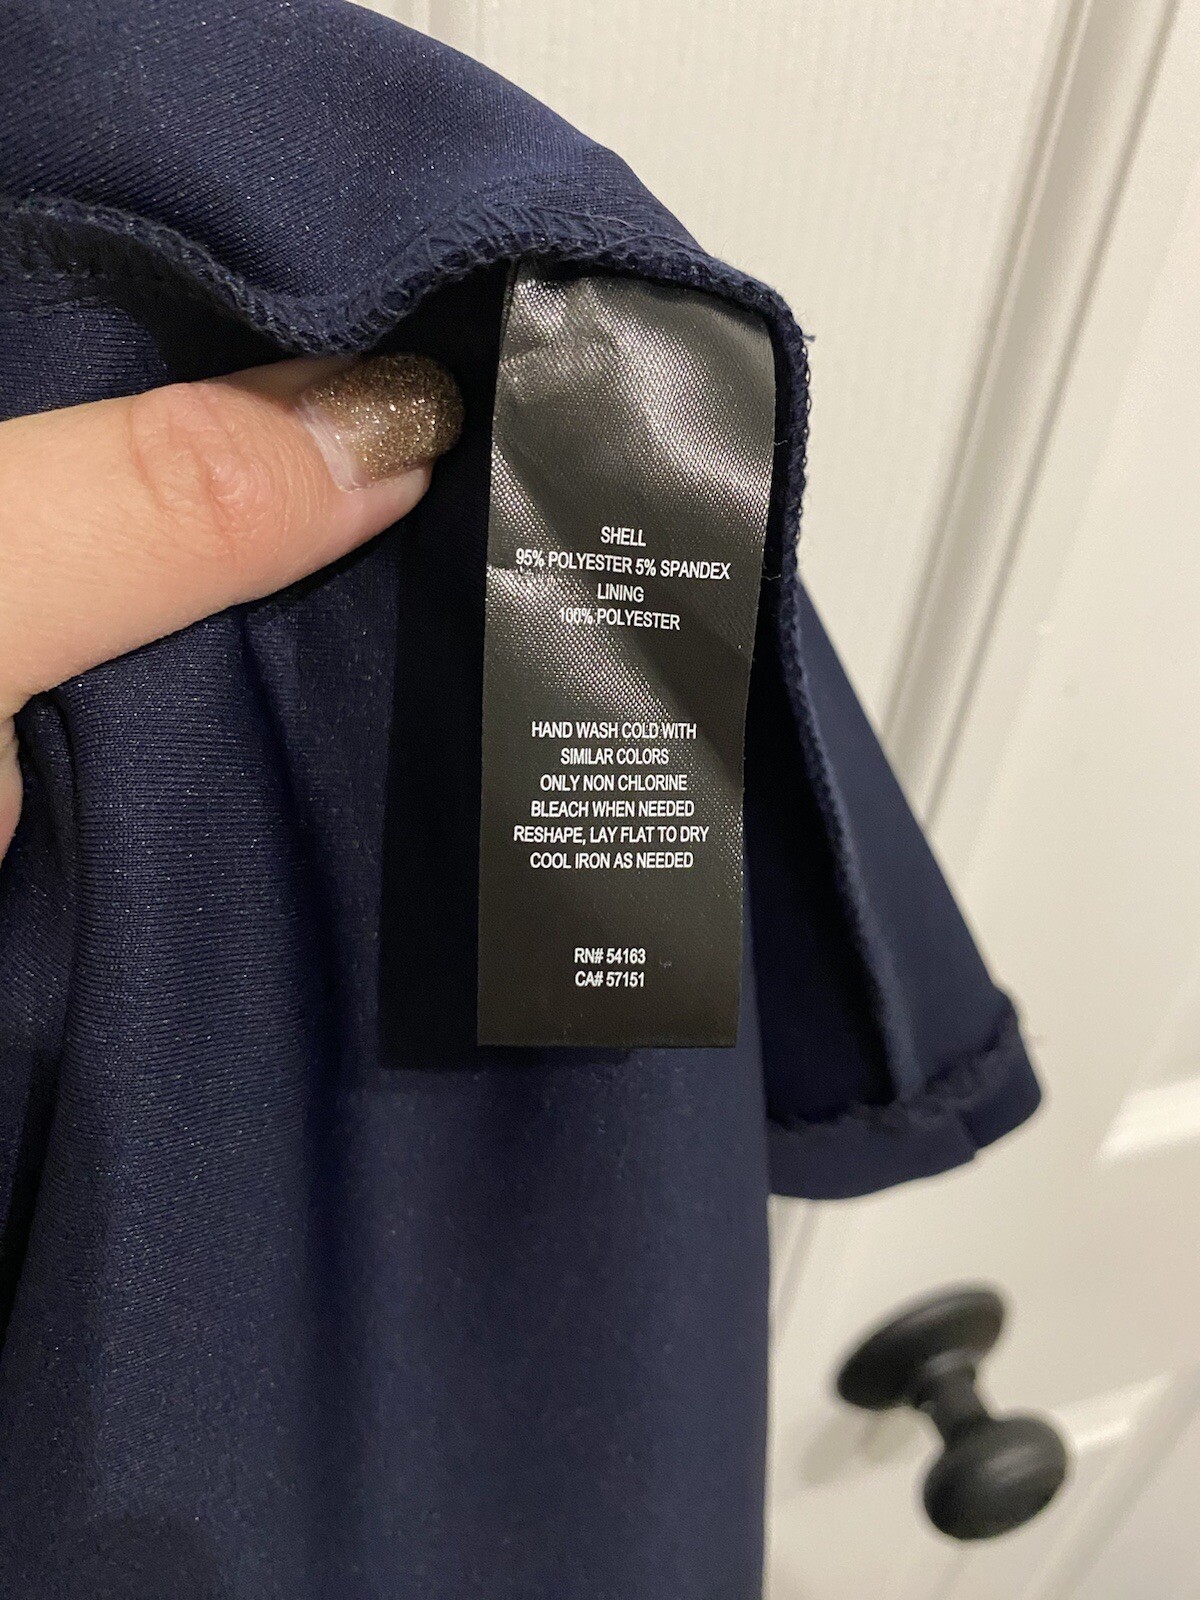 SHELL
95% POLYESTER 5% SPANDEX
LINING
100% POLYESTER
HAND WASH COLD WITH
SIMILAR COLORS
ONLY NON CHLORINE
BLEACH WHEN NEEDED
RESHAPE, LAY FLAT TO DRY
COOL IRON AS NEEDED
RN# 54163
CA# 57151